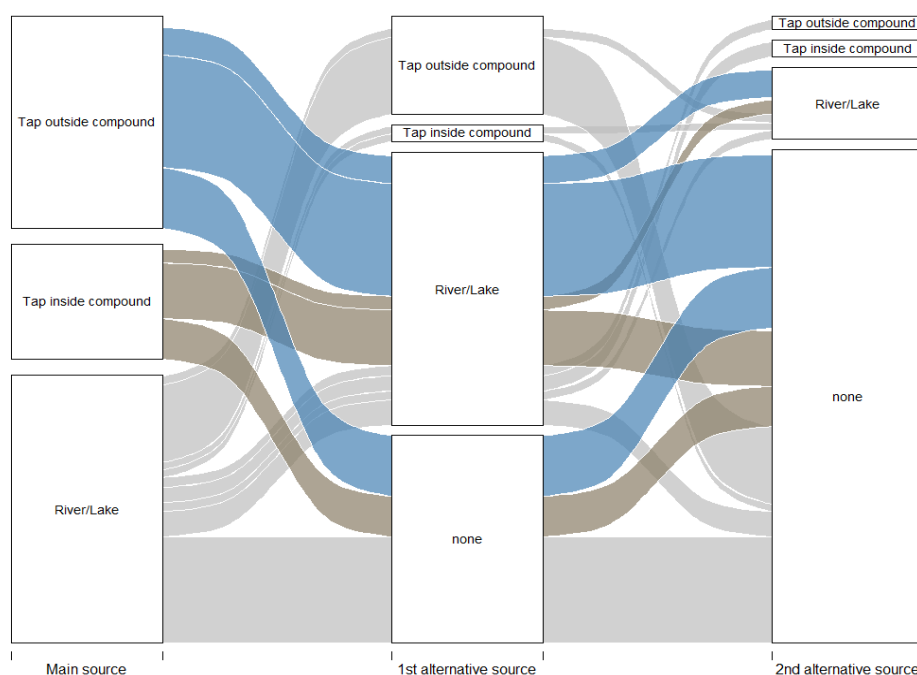 Tap outside compound
Tap inside compound
River/Lake
Tap outside compound
Tap inside compound
River/Lake
none
Tap outside compound
Tap inside compound
River/Lake
none
Main source
1st alternative source
2nd alternative source